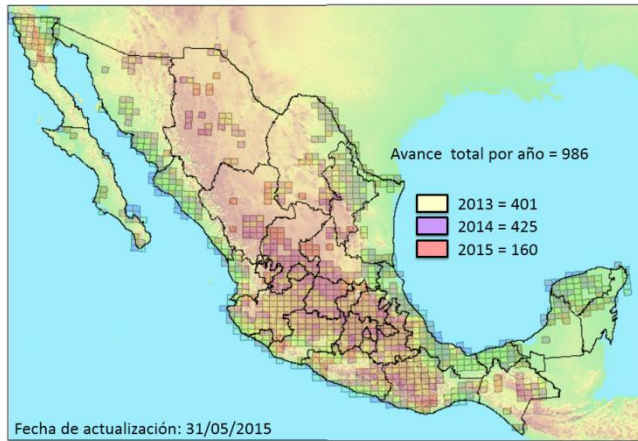 Avance total por año = 986
2013 = 401
2014 = 425
2015 = 160
Fecha de actualización: 31/05/2015